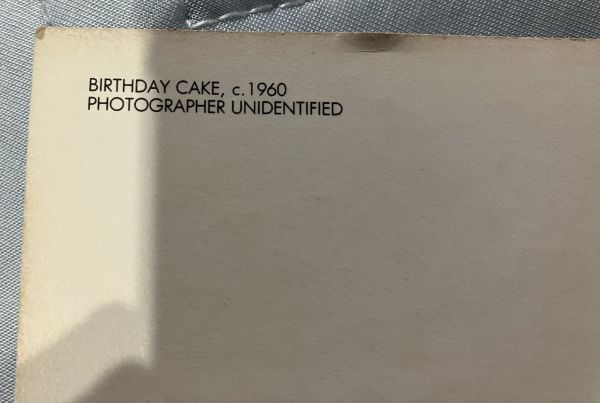 BIRTHDAY CAKE, c. 1960
PHOTOGRAPHER UNIDENTIFIED